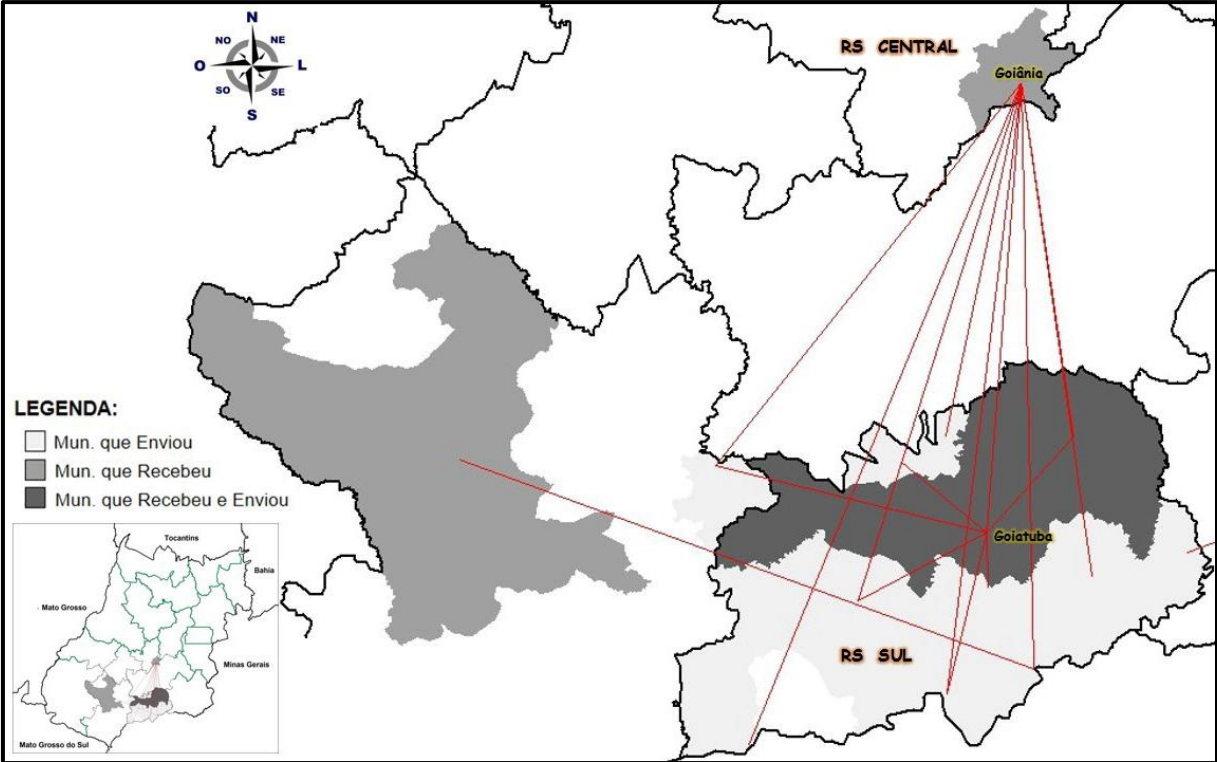 N
NO NE
O L
SO SE
S
RS CENTRAL
Goiânia
LEGENDA:
Mun. que Enviou
Mun. que Recebeu
Mun. que Recebeu e Enviou
Goiatuba
RS SUL
Tocantins
Bahia
Mato Grosso
Minas Gerais
Mato Grosso do Sul